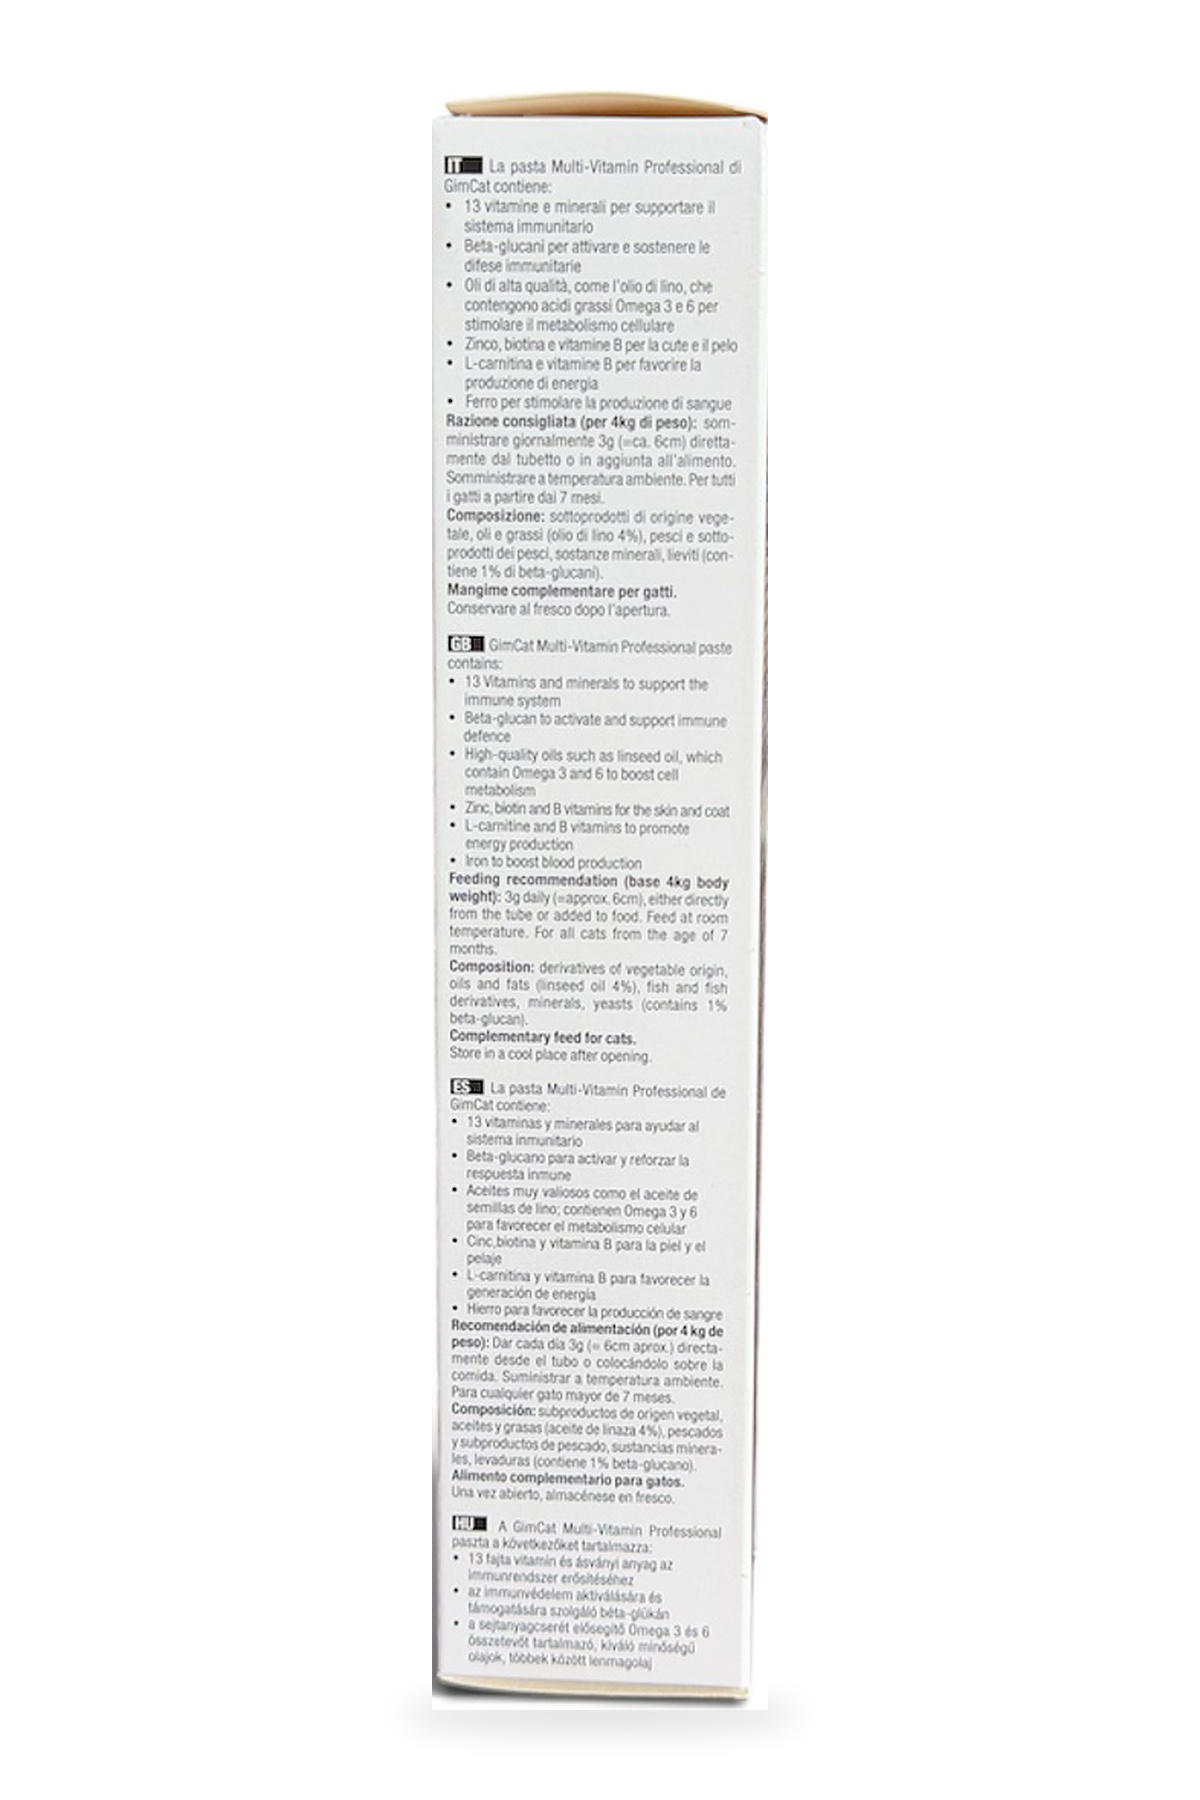 IT La pasta Multi-Vitamin Professional di
GimCat contiene:
• 13 vitamine e minerali per supportare il
sistema immunitario
• Beta-glucani per attivare e sostenere le
difese immunitarie
• Oli di alta qualità, come l'olio di lino, che
contengono acidi grassi Omega 3 e 6 per
stimolare il metabolismo cellulare
• Zinco, biotina e vitamine B per la cute e il pelo
• L-carnitina e vitamine B per favorire la
produzione di energia
• Ferro per stimolare la produzione di sangue
Razione consigliata (per 4kg di peso): som-
ministrare giornalmente 3g (=ca. 6cm) diretta-
mente dal tubetto o in aggiunta all'alimento.
Somministrare a temperatura ambiente. Per tutti
i gatti a partire dai 7 mesi.
Composizione: sottoprodotti di origine vege-
tale, oli e grassi (olio di lino 4%), pesci e sotto-
prodotti dei pesci, sostanze minerali, lieviti (con-
tiene 1% di beta-glucani).
Mangime complementare per gatti.
Conservare al fresco dopo l'apertura.
GB GimCat Multi-Vitamin Professional paste
contains:
• 13 Vitamins and minerals to support the
immune system
• Beta-glucan to activate and support immune
defence
• High-quality oils such as linseed oil, which
contain Omega 3 and 6 to boost cell
metabolism
• Zinc, biotin and B vitamins for the skin and coat
• L-carnitine and B vitamins to promote
energy production
• Iron to boost blood production
Feeding recommendation (base 4kg body
weight): 3g daily (=approx. 6cm), either directly
from the tube or added to food. Feed at room
temperature. For all cats from the age of 7
months.
Composition: derivatives of vegetable origin,
oils and fats (linseed oil 4%), fish and fish
derivatives, minerals, yeasts (contains 1%
beta-glucan).
Complementary feed for cats.
Store in a cool place after opening.
ES La pasta Multi-Vitamin Professional de
GimCat contiene:
• 13 vitaminas y minerales para ayudar al
sistema inmunitario
• Beta-glucano para activar y reforzar la
respuesta inmune
• Aceites muy valiosos como el aceite de
semillas de lino; contienen Omega 3 y 6
para favorecer el metabolismo celular
• Cinc,biotina y vitamina B para la piel y el
pelaje
• L-carnitina y vitamina B para favorecer la
generación de energía
• Hierro para favorecer la producción de sangre
Recomendación de alimentación (por 4 kg de
peso): Dar cada día 3g (= 6cm aprox.) directa-
mente desde el tubo o colocándolo sobre la
comida. Suministrar a temperatura ambiente.
Para cualquier gato mayor de 7 meses.
Composición: subproductos de origen vegetal,
aceites y grasas (aceite de linaza 4%), pescados
y subproductos de pescado, sustancias minera-
les, levaduras (contiene 1% beta-glucano).
Alimento complementario para gatos.
Una vez abierto, almacénese en fresco.
HU A GimCat Multi-Vitamin Professional
paszta a következőket tartalmazza:
• 13 fajta vitamin és ásványi anyag az
immunrendszer erősítéséhez
• az immunvédelem aktiválására és
támogatására szolgáló béta-glükán
• a sejtanyagcserét elősegítő Omega 3 és 6
összetevőt tartalmazó, kiváló minőségű
olajok, többek között lenmagolaj